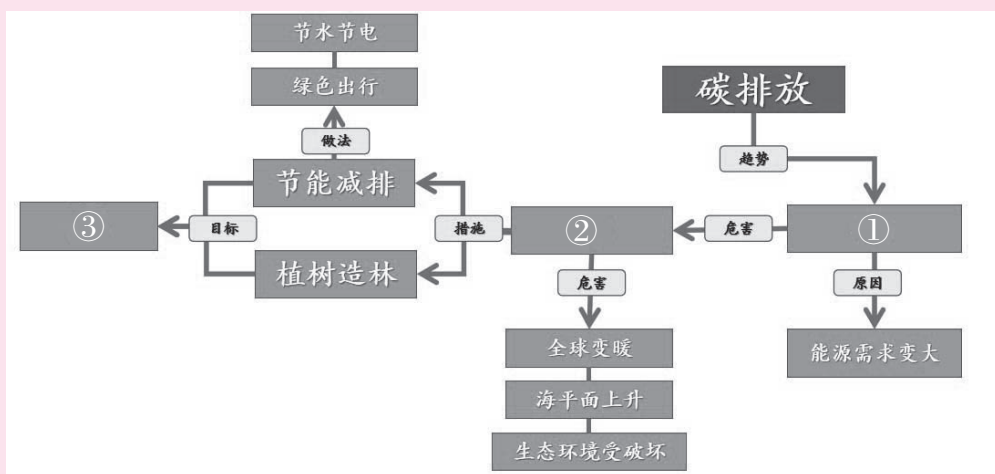 节水节电
绿色出行
碳排放
做法
趋势
节能减排
③
目标
措施
②
危害
①
植树造林
危害
原因
全球变暖
能源需求变大
海平面上升
生态环境受破坏